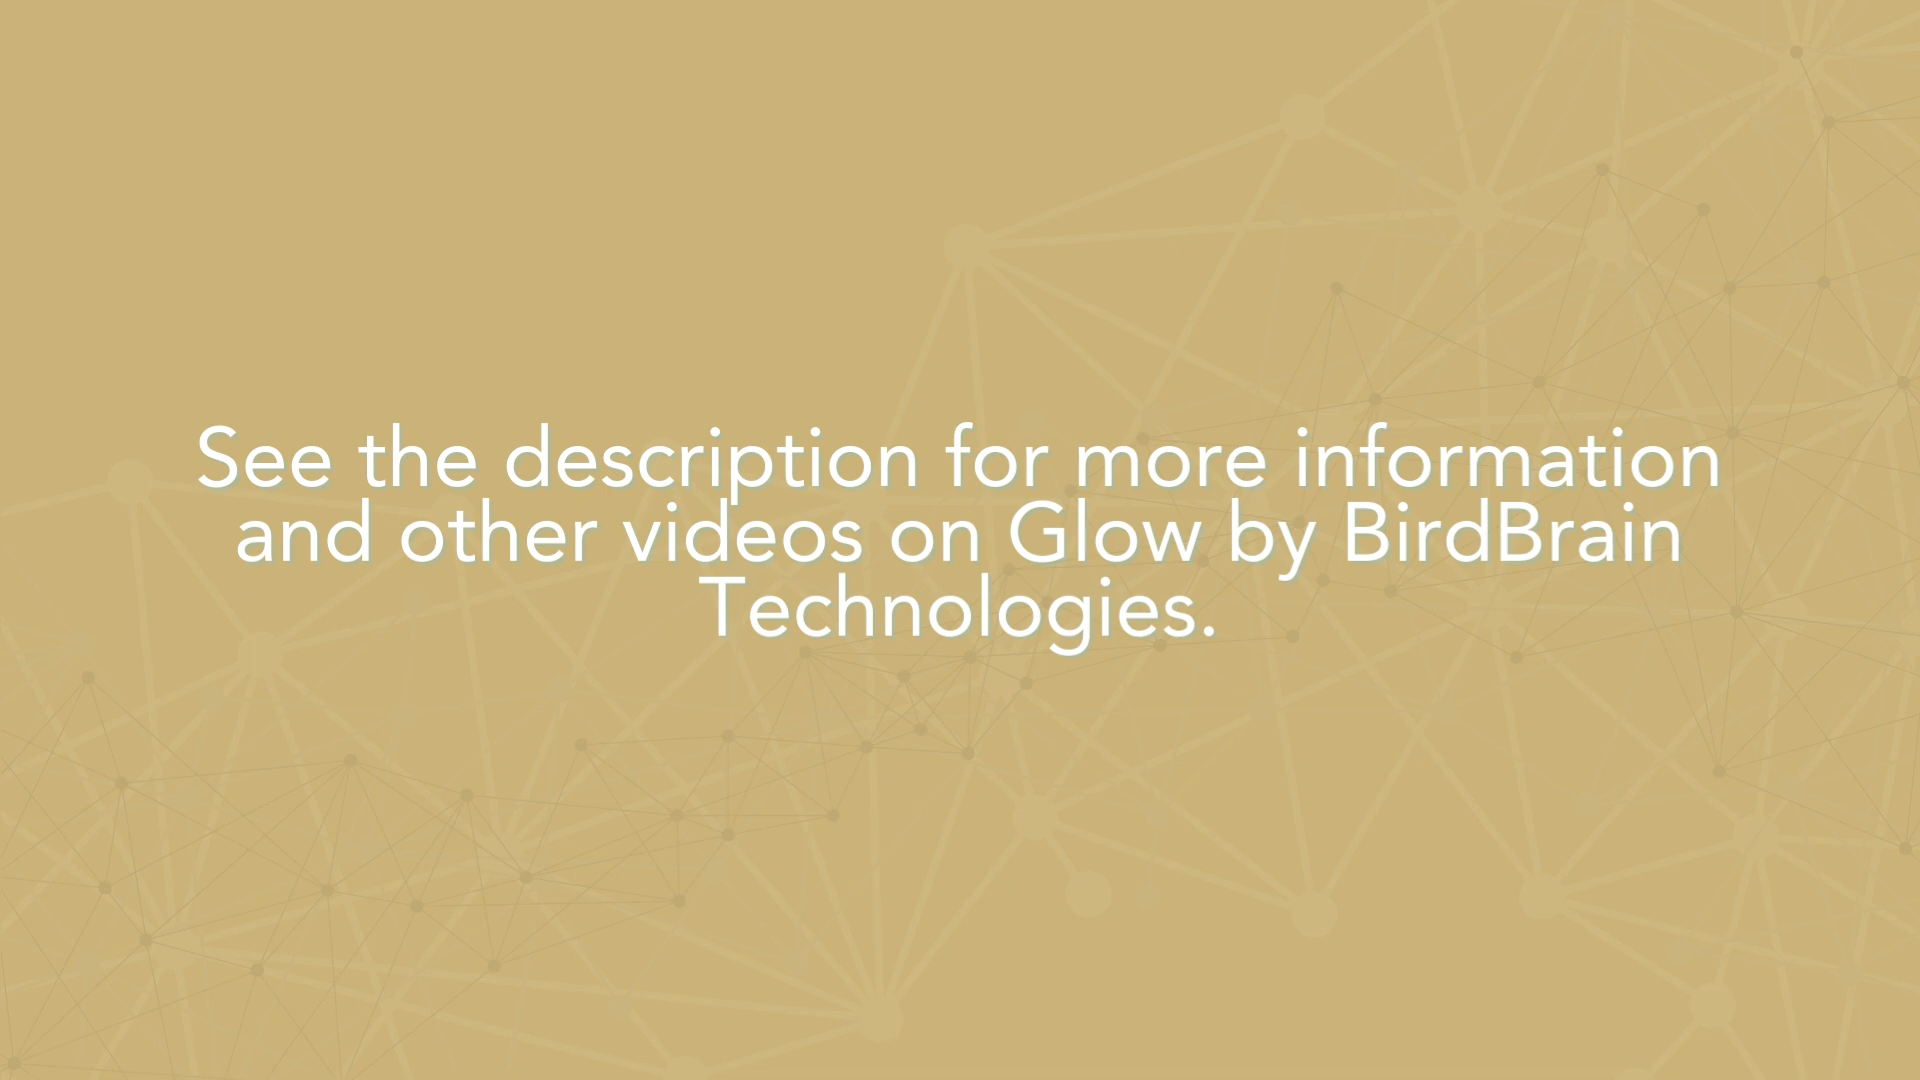 See the description for more information
and other videos on Glow by BirdBrain
Technologies.